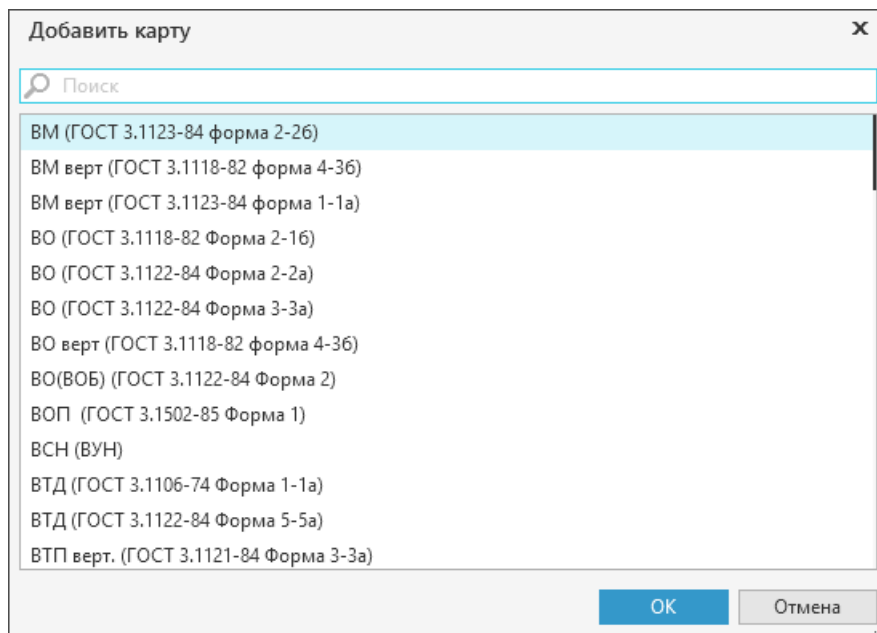 Добавить карту
Поиск
ВМ (ГОСТ 3.1123-84 форма 2-2б)
ВМ верт (ГОСТ 3.1118-82 форма 4-3б)
ВМ верт (ГОСТ 3.1123-84 форма 1-1а)
ВО (ГОСТ 3.1118-82 Форма 2-1б)
ВО (ГОСТ 3.1122-84 Форма 2-2а)
ВО (ГОСТ 3.1122-84 Форма 3-3а)
ВО верт (ГОСТ 3.1118-82 форма 4-3б)
ВО(ВОБ) (ГОСТ 3.1122-84 Форма 2)
ВОП  (ГОСТ 3.1502-85 Форма 1)
ВСН (ВУН)
ВТД (ГОСТ 3.1106-74 Форма 1-1а)
ВТД (ГОСТ 3.1122-84 Форма 5-5а)
ВТП верт. (ГОСТ 3.1121-84 Форма 3-3а)
ОК Отмена